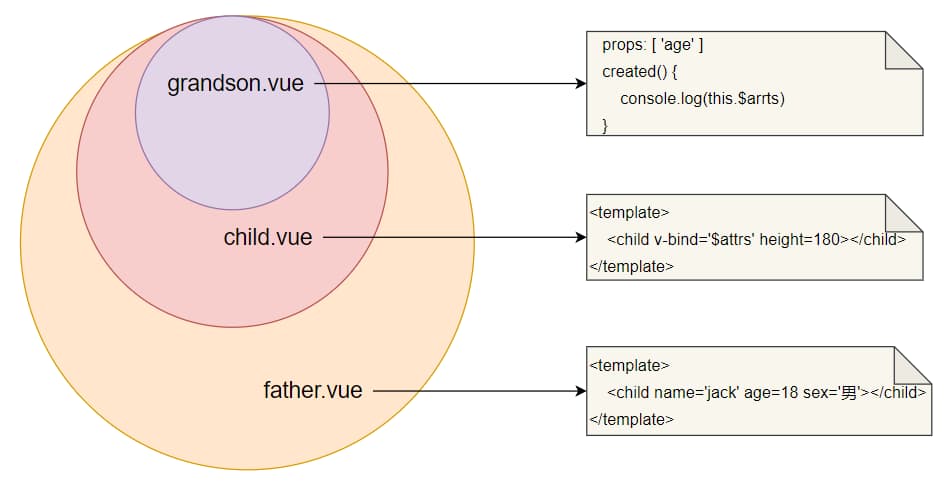 grandson.vue
props: [ 'age' ]
created() {
console.log(this.$arrts)
}
child.vue
<template>
<child v-bind='$attrs' height=180></child>
</template>
father.vue
<template>
<child name='jack' age=18 sex='男'></child>
</template>